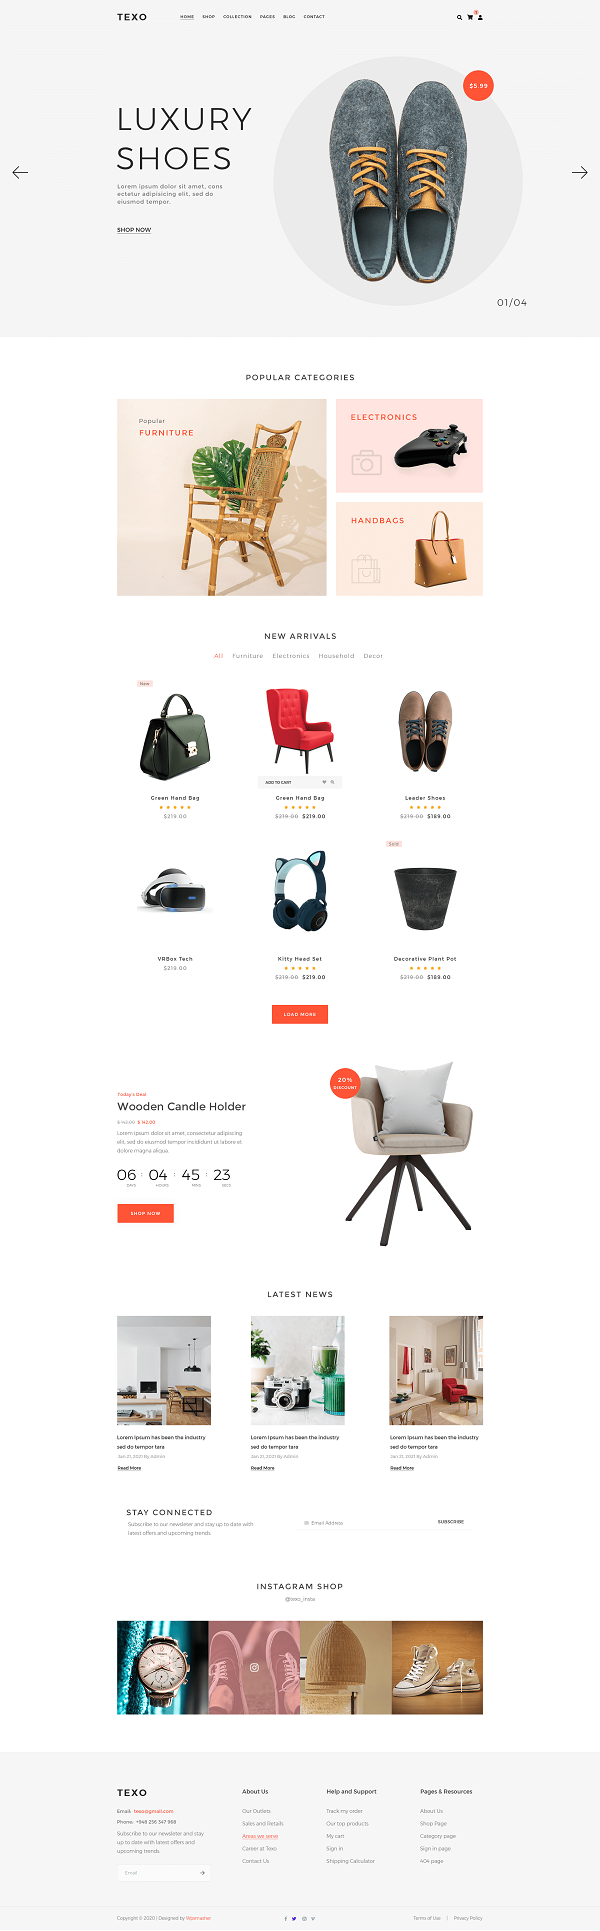 TEXO
HOME SHOP COLLECTION PAGES BLOG CONTACT
$5.99
LUXURY
SHOES
Lorem ipsum dolor sit amet, cons
ectetur adipisicing elit, sed do
eiusmod tempor.
SHOP NOW
01/04
POPULAR CATEGORIES
Popular
FURNITURE
ELECTRONICS
HANDBAGS
NEW ARRIVALS
All Furniture Electronics Household Decor
New
ADD TO CART
Green Hand Bag
$219.00
Green Hand Bag
$219.00 $219.00
Leader Shoes
$219.00 $189.00
Sold
VRBox Tech
$219.00
Kitty Head Set
$219.00 $219.00
Decorative Plant Pot
$219.00 $189.00
LOAD MORE
20%
DISCOUNT
Today's Deal
Wooden Candle Holder
$ 142.00 $ 142.00
Lorem ipsum dolor sit amet, consectetur adipiscing
elit, sed do eiusmod tempor incididunt ut labore et
dolore magna aliqua.
06 : 04 : 45 : 23
DAYS HOURS MINS SECS
SHOP NOW
LATEST NEWS
Lorem Ipsum has been the industry
sed do tempor tara
Jan 21, 2021 By Admin
Read More
Lorem Ipsum has been the industry
sed do tempor tara
Jan 21, 2021 By Admin
Read More
Lorem Ipsum has been the industry
sed do tempor tara
Jan 21, 2021 By Admin
Read More
STAY CONNECTED
Subscribe to our newsleter and stay up to date with
latest offers and upcoming trends
Email Address
SUBSCRIBE
INSTAGRAM SHOP
@texo_insta
TEXO
Email: texo@gmail.com
Phone: +948 256 347 968
Subscribe to our newsleter and stay
up to date with latest offers and
upcoming trends
Email
About Us
Our Outlets
Sales and Retails
Areas we serve
Career at Texo
Contact Us
Help and Support
Track my order
Our top products
My cart
Sign in
Shipping Calculator
Pages & Resources
About Us
Shop Page
Category page
Sign in page
404 page
Copyright © 2020 | Designed by Wpsmasher
Terms of Use | Privacy Policy